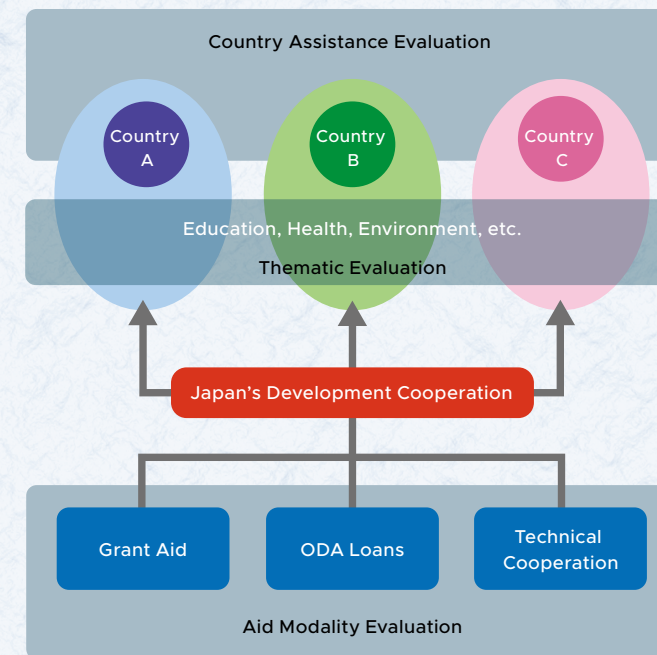 Country Assistance Evaluation
Country
A
Country
B
Country
C
Education, Health, Environment, etc.
Thematic Evaluation
Japan’s Development Cooperation
Grant Aid
ODA Loans
Technical
Cooperation
Aid Modality Evaluation